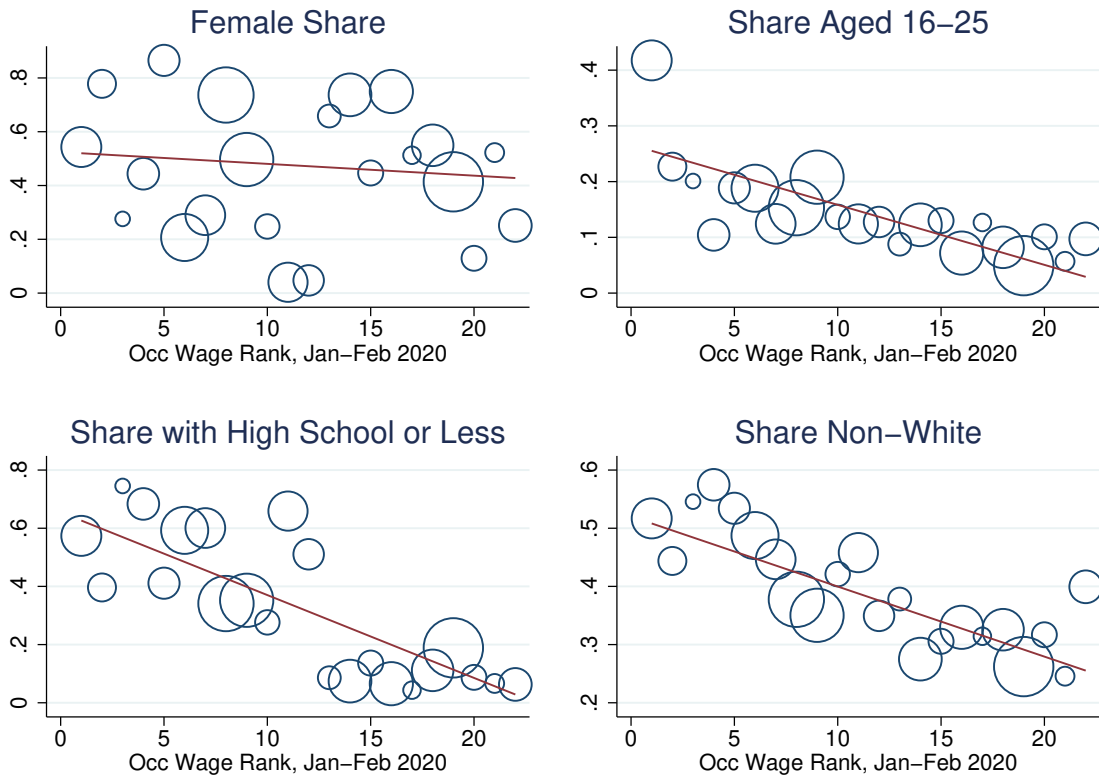 Female Share
.8
.6
.4
.2
0
0 5 10 15 20
Occ Wage Rank, Jan−Feb 2020
Share Aged 16−25
.4
.3
.2
.1
0
0 5 10 15 20
Occ Wage Rank, Jan−Feb 2020
Share with High School or Less
.8
.6
.4
.2
0
0 5 10 15 20
Occ Wage Rank, Jan−Feb 2020
Share Non−White
.6
.5
.4
.3
.2
0 5 10 15 20
Occ Wage Rank, Jan−Feb 2020